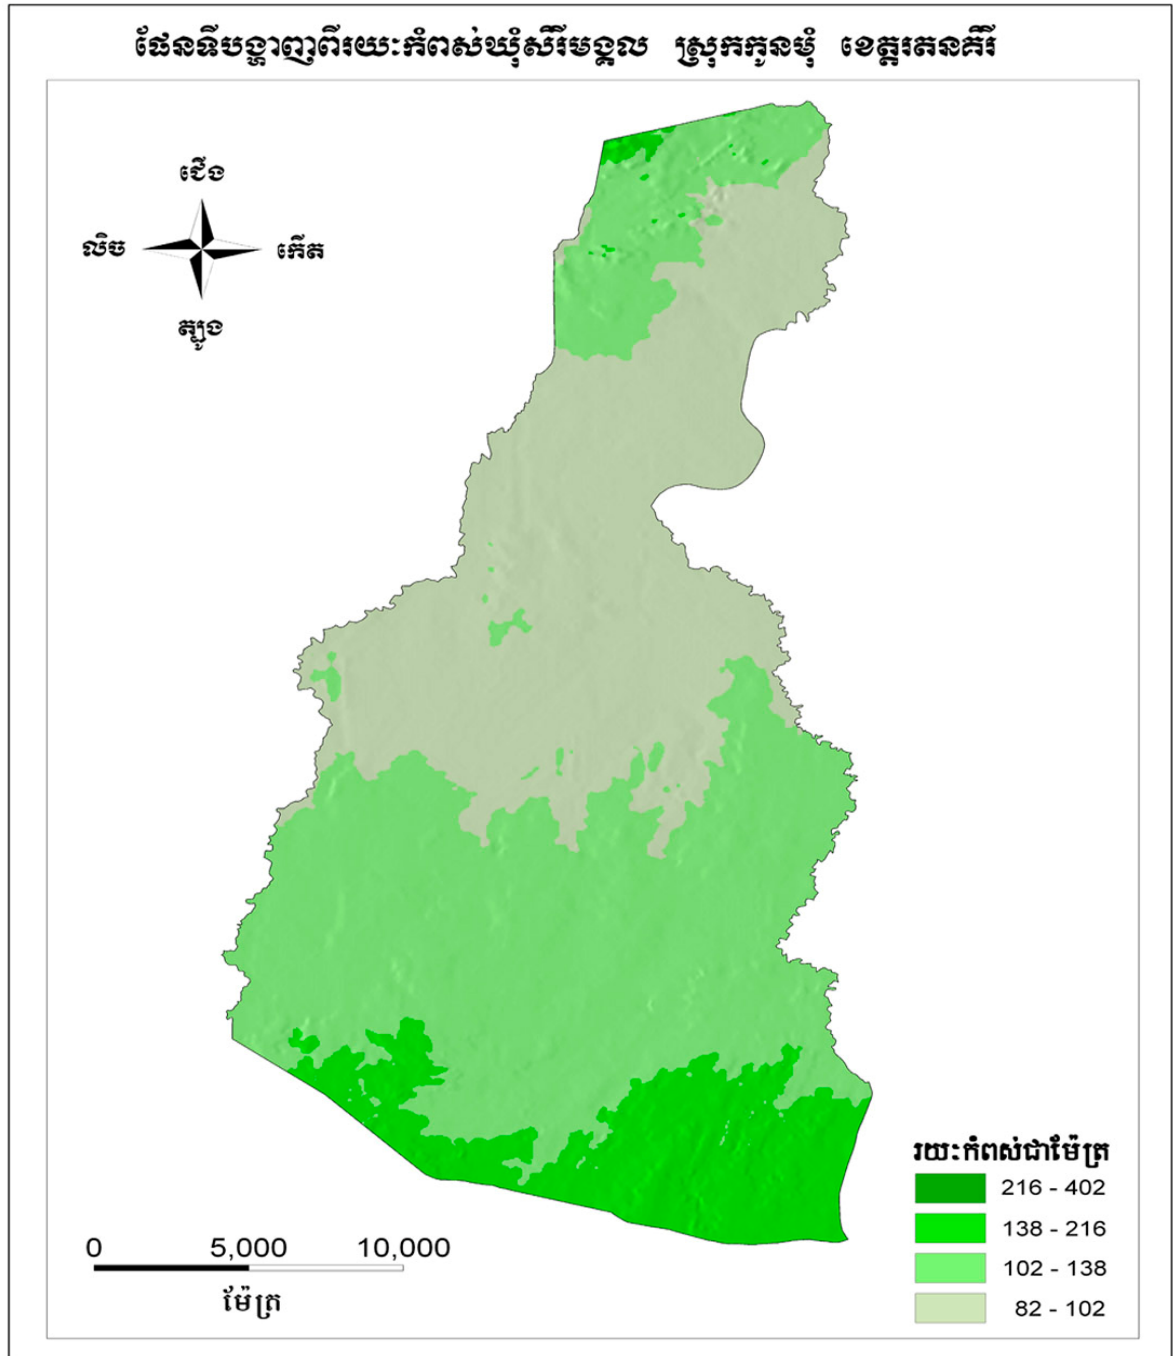 ផែនទីបង្ហាញពីរយៈកំពស់ឃុំសិរីមង្គល ស្រុកកូនមុំ ខេត្តរតនគិរី
ជើង
លិច
កើត
ត្បូង
រយៈកំពស់ជាម៉ែត្រ
216 - 402
138 - 216
102 - 138
82 - 102
0 5,000 10,000
ម៉ែត្រ